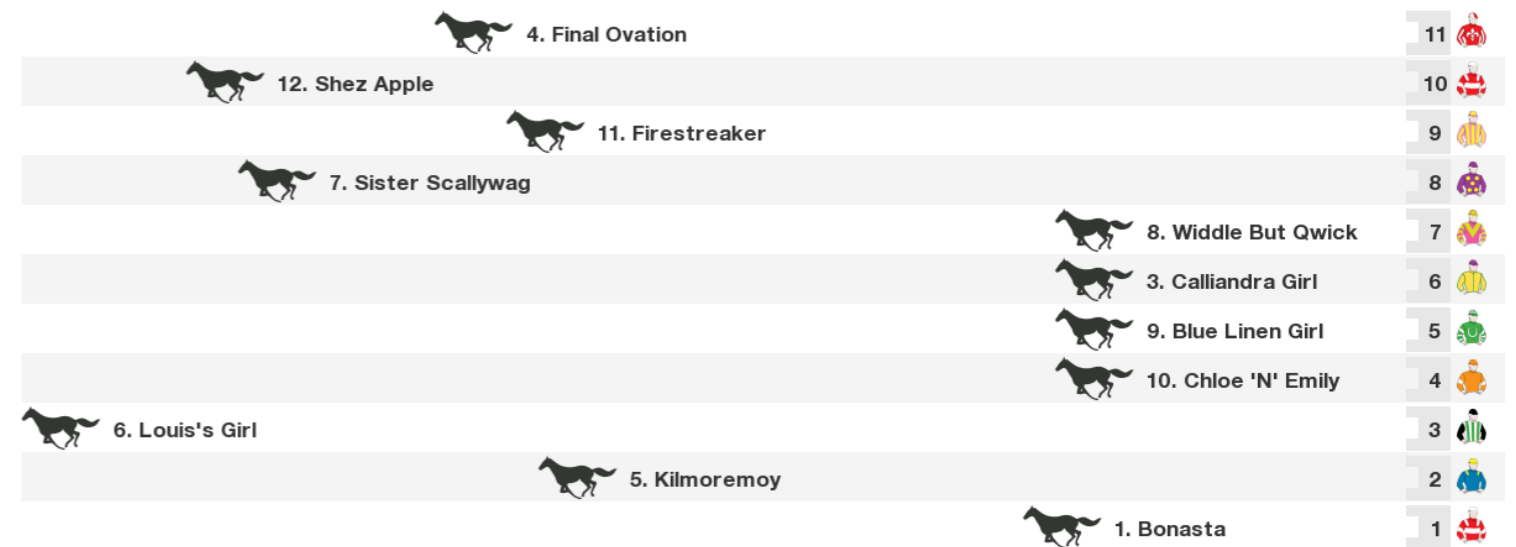 4. Final Ovation 11
12. Shez Apple 10
11. Firestreaker 9
7. Sister Scallywag 8
8. Widdle But Qwick 7
3. Calliandra Girl 6
9. Blue Linen Girl 5
10. Chloe 'N' Emily 4
6. Louis's Girl 3
5. Kilmoremoy 2
1. Bonasta 1